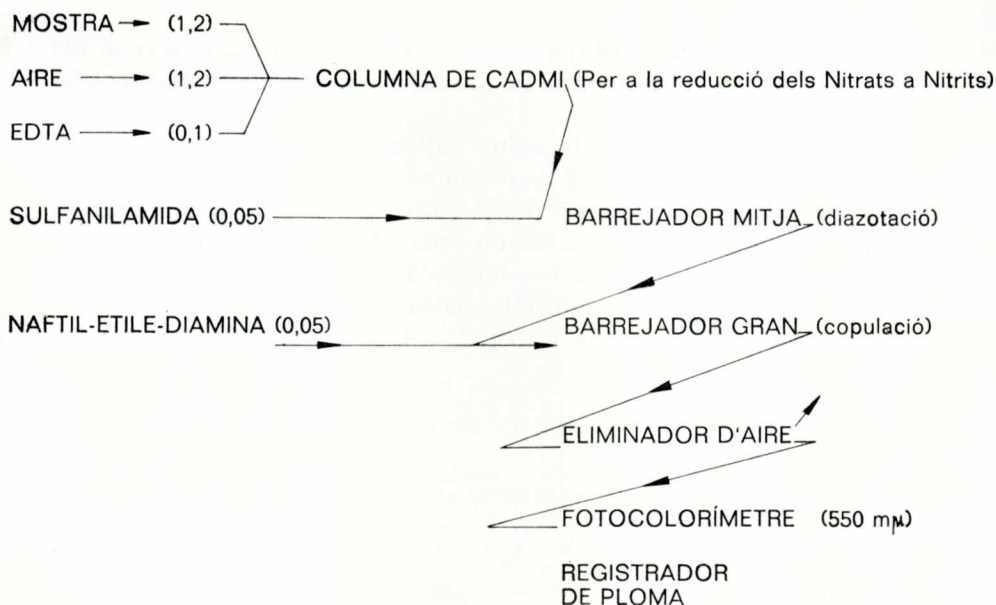 MOSTRA (1,2)
AIRE (1,2) COLUMNA DE CADMI (Per a la reducció dels Nitrats a Nitrits)
EDTA (0,1)
SULFANILAMIDA (0,05) BARREJADOR MITJA (diazotació)
NAFTIL-ETILE-DIAMINA (0,05) BARREJADOR GRAN (copulació)
ELIMINADOR D'AIRE
FOTOCOLORÍMETRE (550 mµ)
REGISTRADOR
DE PLOMA